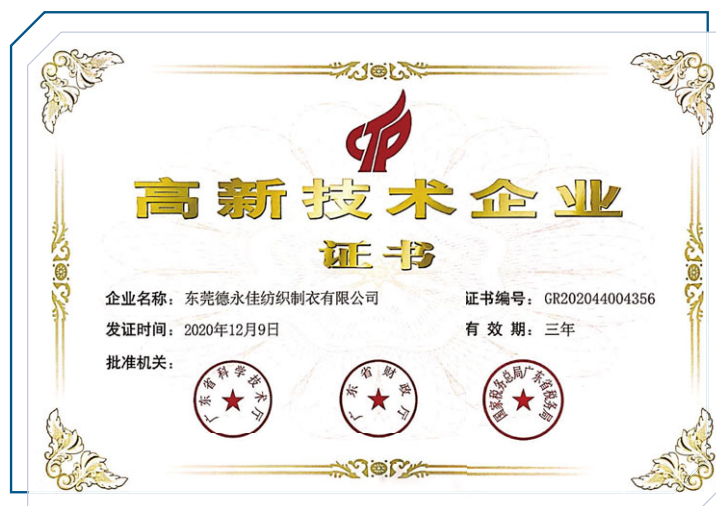 CTP
高新技术企业
证书
企业名称：东莞德永佳纺织制衣有限公司
证书编号：GR202044004356
发证时间：2020年12月9日
有效期：三年
批准机关：
广东省科学技术厅
广东省财政厅
国家税务总局广东省税务局